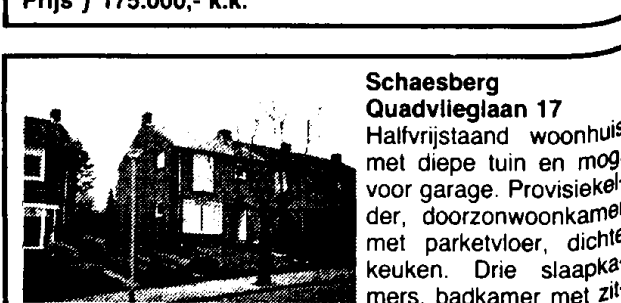 Prijs ƒ 175.000,- k.k.
Schaesberg
Quadvlieglaan 17
Halfvrijstaand woonhuis
met diepe tuin en mog.
voor garage. Provisiekel-
der, doorzonwoonkamer
met parketvloer, dichte
keuken. Drie slaapka-
mers, badkamer met zit-